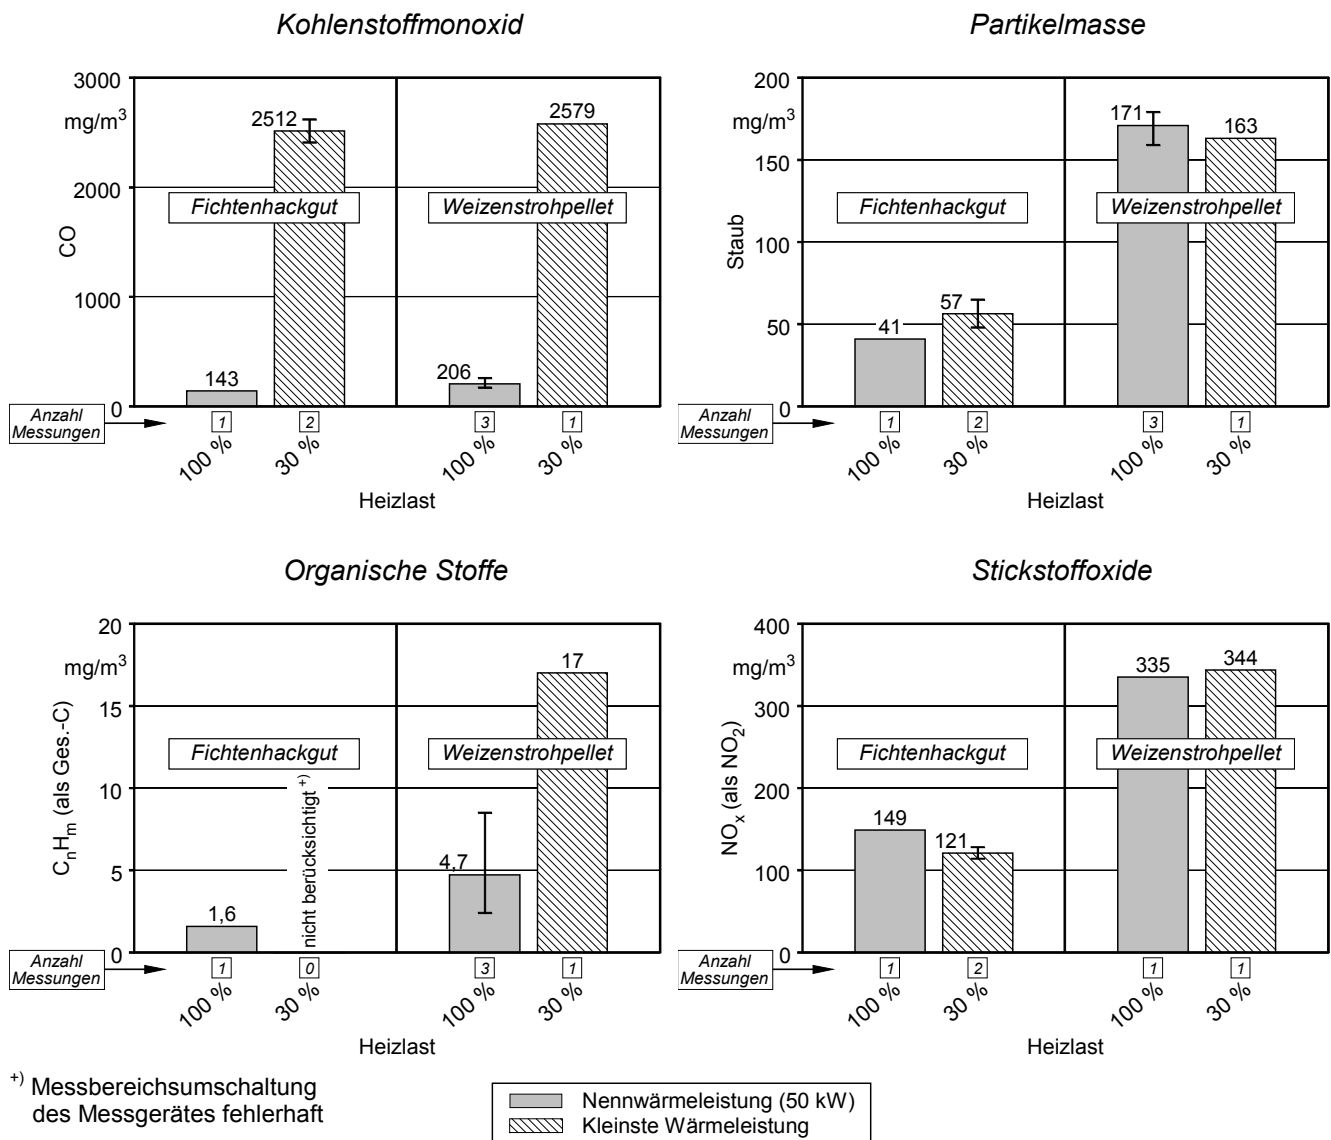 Kohlenstoffmonoxid
3000
mg/m³
2000
1000
0
CO
2512
2579
Fichtenhackgut
Weizenstrohpellet
143
206
Anzahl
Messungen
1
2
3
1
100 %
30 %
100 %
30 %
Heizlast
Partikelmasse
200
mg/m³
150
100
50
0
Staub
171
163
Fichtenhackgut
Weizenstrohpellet
57
41
Anzahl
Messungen
1
2
3
1
100 %
30 %
100 %
30 %
Heizlast
Organische Stoffe
20
mg/m³
15
10
5
0
CₙHₘ (als Ges.-C)
17
Fichtenhackgut
Weizenstrohpellet
nicht berücksichtigt ⁺⁾
4,7
1,6
Anzahl
Messungen
1
0
3
1
100 %
30 %
100 %
30 %
Heizlast
Stickstoffoxide
400
mg/m³
300
200
100
0
NOₓ (als NO₂)
335
344
Fichtenhackgut
Weizenstrohpellet
149
121
Anzahl
Messungen
1
2
1
1
100 %
30 %
100 %
30 %
Heizlast
⁺⁾ Messbereichsumschaltung
des Messgerätes fehlerhaft
Nennwärmeleistung (50 kW)
Kleinste Wärmeleistung